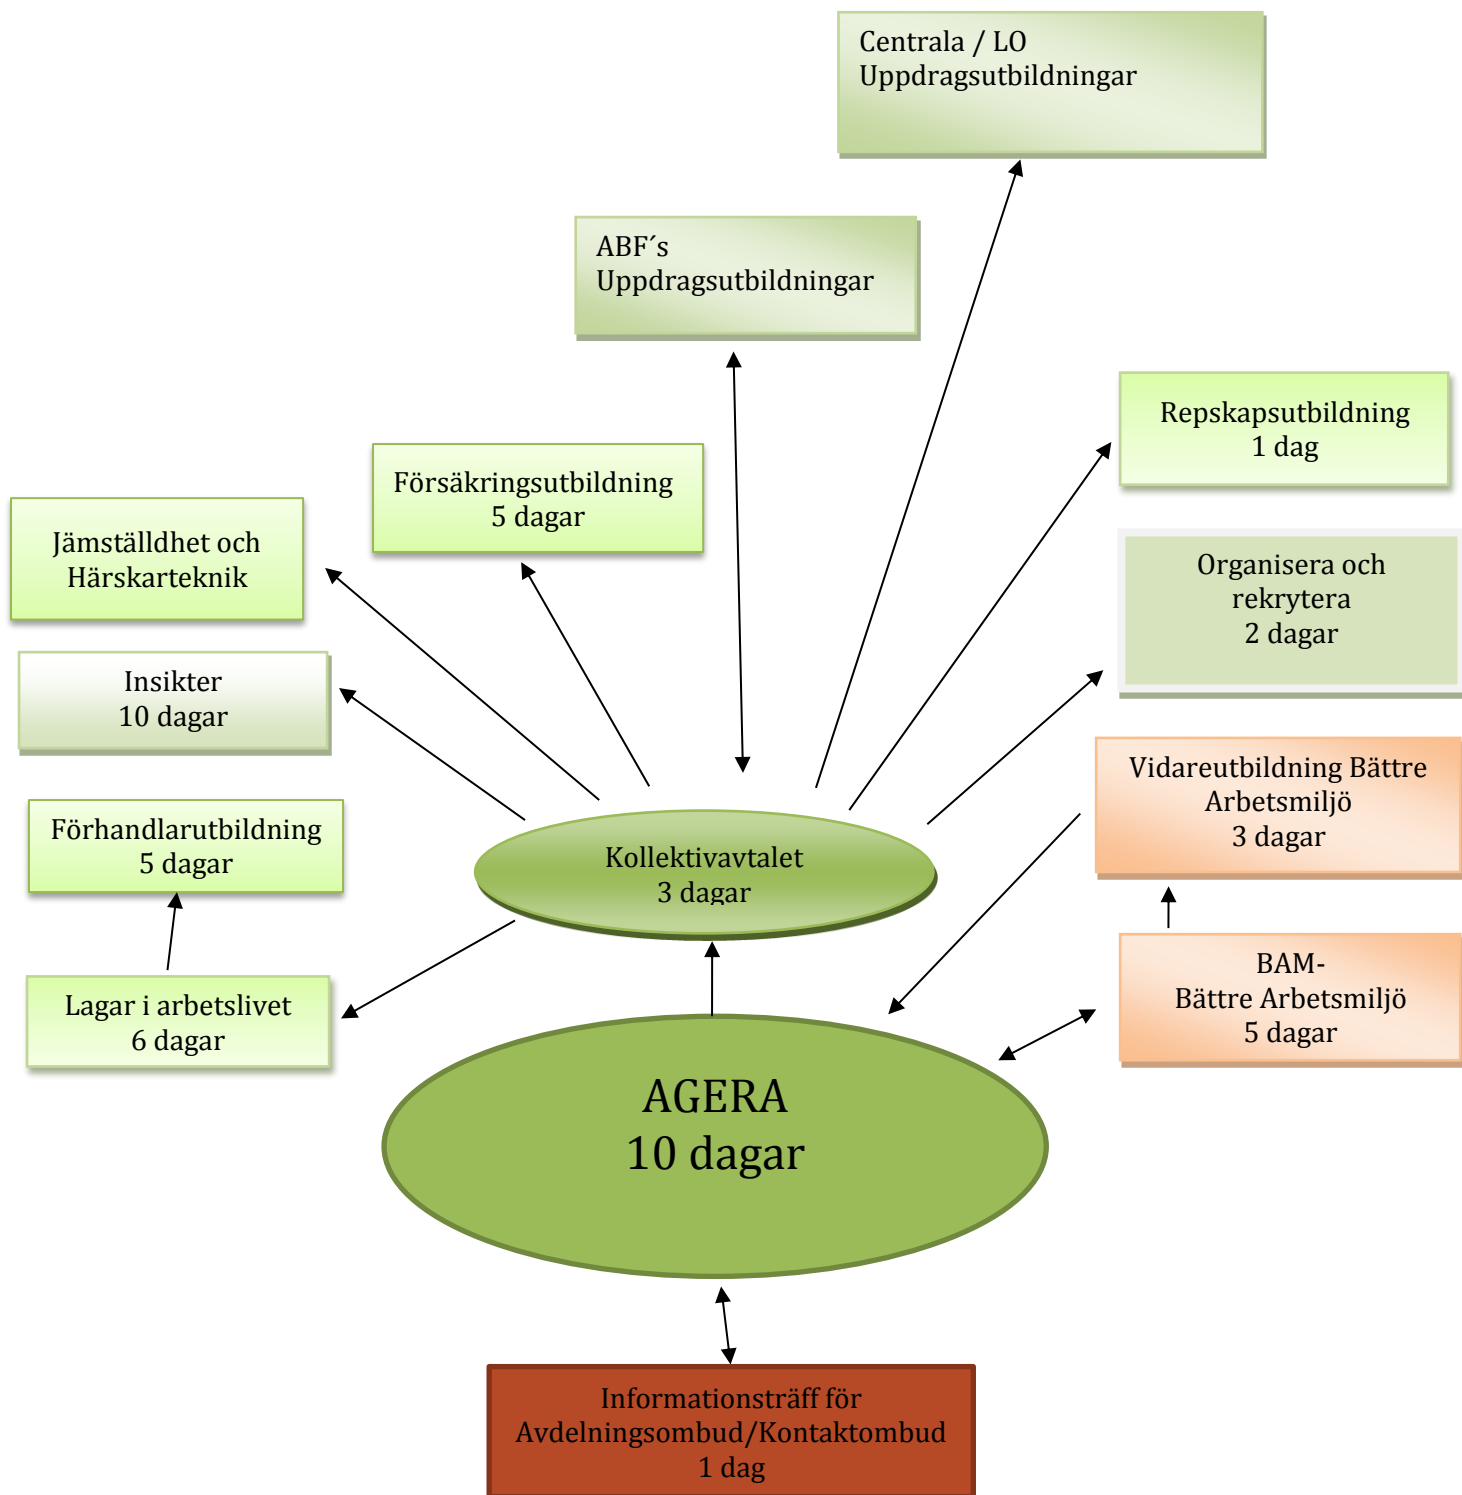 Centrala / LO
Uppdragsutbildningar
ABF´s
Uppdragsutbildningar
Repskapsutbildning
1 dag
Försäkringsutbildning
5 dagar
Jämställdhet och
Härskarteknik
Organisera och
rekrytera
2 dagar
Insikter
10 dagar
Vidareutbildning Bättre
Arbetsmiljö
3 dagar
Förhandlarutbildning
5 dagar
Kollektivavtalet
3 dagar
BAM-
Bättre Arbetsmiljö
5 dagar
Lagar i arbetslivet
6 dagar
AGERA
10 dagar
Informationsträff för
Avdelningsombud/Kontaktombud
1 dag